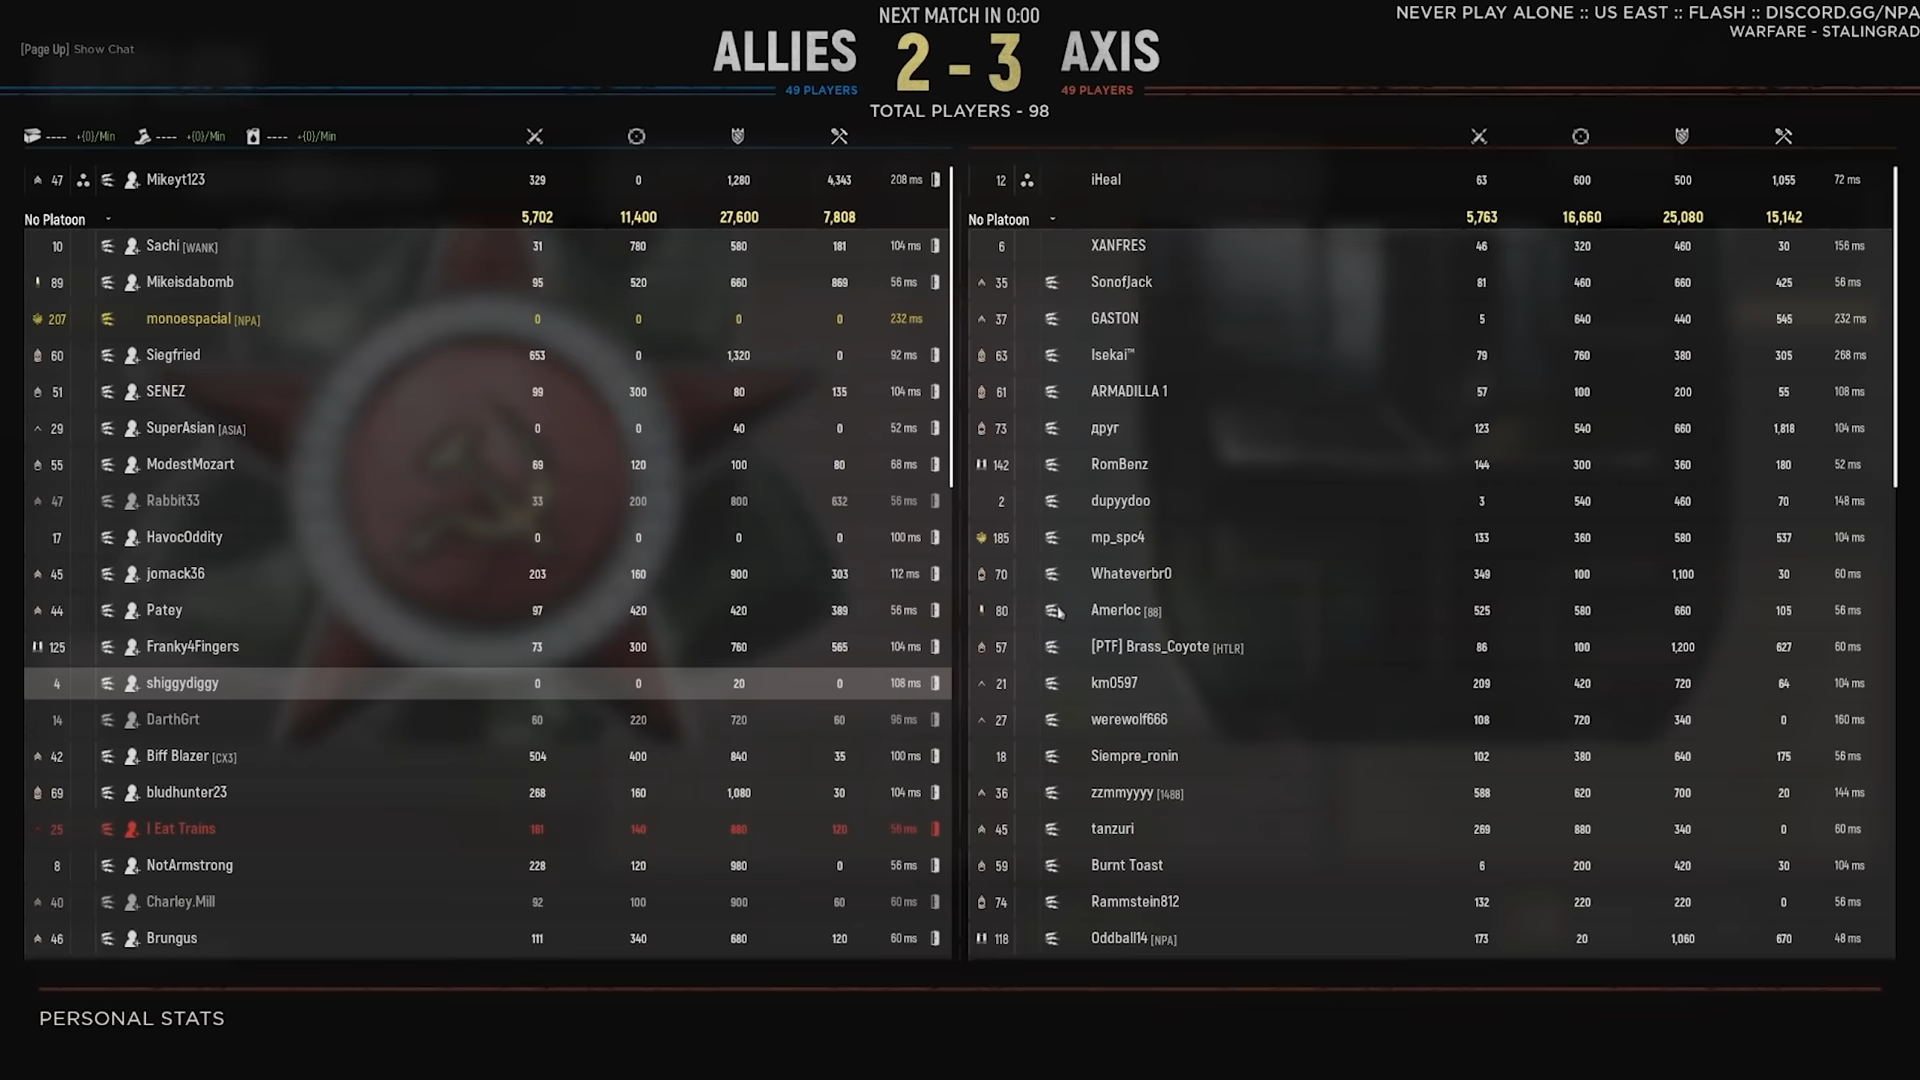 [Page Up] Show Chat
NEXT MATCH IN 0:00
ALLIES 2 - 3 AXIS
49 PLAYERS 49 PLAYERS
TOTAL PLAYERS - 98
NEVER PLAY ALONE :: US EAST :: FLASH :: DISCORD.GG/NPA
WARFARE - STALINGRAD
---- +{0}/Min ---- +{0}/Min ---- +{0}/Min
47 Mikeyt123 329 0 1,280 4,343 208 ms
No Platoon 5,702 11,400 27,600 7,808
10 Sachi [WANK] 31 780 580 181 104 ms
89 Mikeisdabomb 95 520 660 869 56 ms
207 monoespacial [NPA] 0 0 0 0 232 ms
60 Siegfried 653 0 1,320 0 92 ms
51 SENEZ 99 300 80 135 104 ms
29 SuperAsian [ASIA] 0 0 40 0 52 ms
55 ModestMozart 69 120 100 80 68 ms
47 Rabbit33 33 200 800 632 56 ms
17 HavocOddity 0 0 0 0 100 ms
45 jomack36 203 160 900 303 112 ms
44 Patey 97 420 420 389 56 ms
125 Franky4Fingers 73 300 760 565 104 ms
4 shiggydiggy 0 0 20 0 108 ms
14 DarthGrt 60 220 720 60 96 ms
42 Biff Blazer [CX3] 504 400 840 35 100 ms
69 bludhunter23 268 160 1,080 30 104 ms
25 I Eat Trains 161 140 880 120 56 ms
8 NotArmstrong 228 120 980 0 56 ms
40 Charley.Mill 92 100 900 60 60 ms
46 Brungus 111 340 680 120 60 ms
12 iHeal 63 600 500 1,055 72 ms
No Platoon 5,763 16,660 25,080 15,142
6 XANFRES 46 320 460 30 156 ms
35 SonofJack 81 460 660 425 56 ms
37 GASTON 5 640 440 545 232 ms
63 Isekai™ 79 760 380 305 268 ms
61 ARMADILLA 1 57 100 200 55 108 ms
73 друг 123 540 660 1,818 104 ms
142 RomBenz 144 300 360 180 52 ms
2 dupyydoo 3 540 460 70 148 ms
185 mp_spc4 133 360 580 537 104 ms
70 Whateverbr0 349 100 1,100 30 60 ms
80 Amerloc [88] 525 580 660 105 56 ms
57 [PTF] Brass_Coyote [HTLR] 86 100 1,200 627 60 ms
21 km0597 209 420 720 64 104 ms
27 werewolf666 108 720 340 0 160 ms
18 Siempre_ronin 102 380 640 175 56 ms
36 zzmmyyyy [1488] 588 620 700 20 144 ms
45 tanzuri 269 880 340 0 60 ms
59 Burnt Toast 6 200 420 30 104 ms
74 Rammstein812 132 220 220 0 56 ms
118 Oddball14 [NPA] 173 20 1,060 670 48 ms
PERSONAL STATS